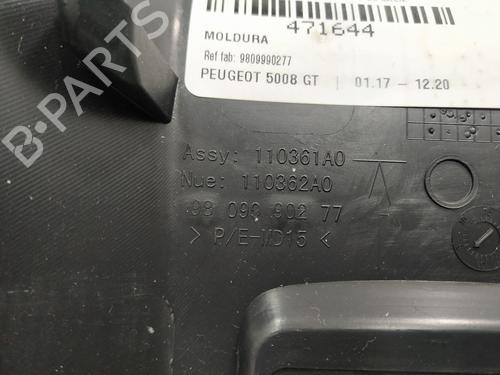 471644
MOLDURA
Ref fab: 9809990277
PEUGEOT 5008 GT | 01.17 – 12.20
Assy: 110361A0
Nue: 110362A0
98 099 902 77
> P/E-MD15 <
B-PARTS